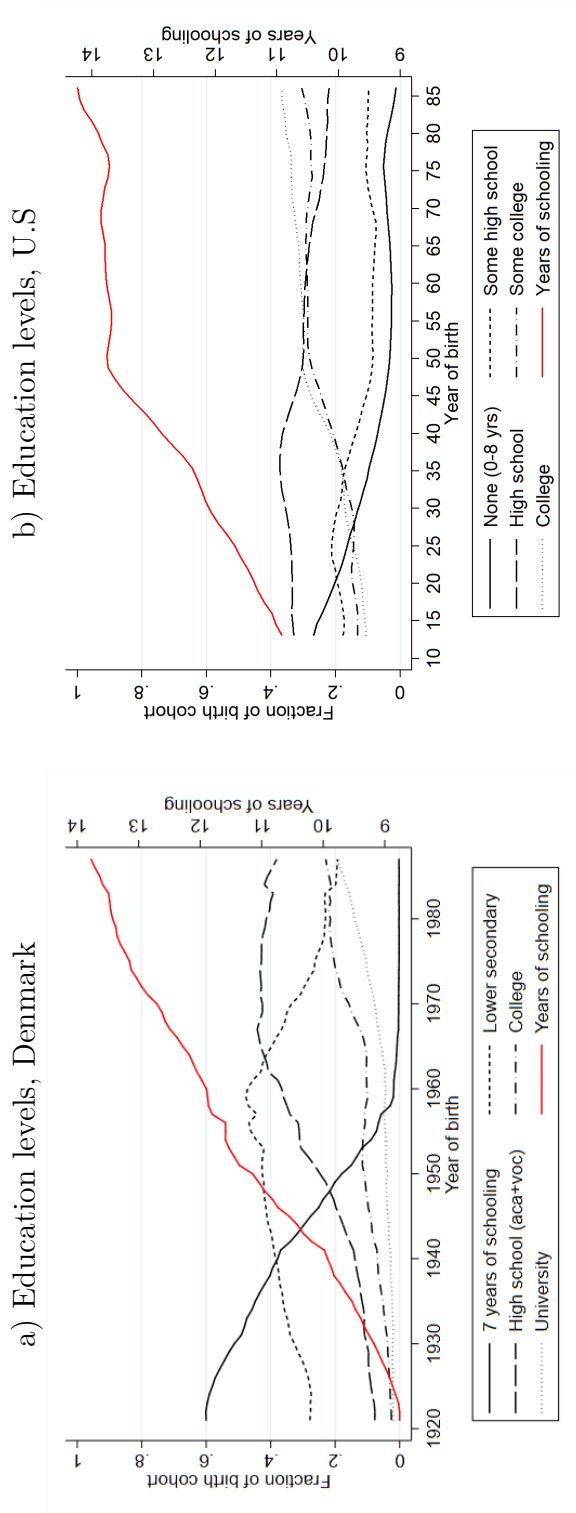 a) Education levels, Denmark
Fraction of birth cohort
0 .2 .4 .6 .8 1
Years of schooling
9 10 11 12 13 14
1920 1930 1940 1950 1960 1970 1980
Year of birth
7 years of schooling Lower secondary
High school (aca+voc) College
University Years of schooling
b) Education levels, U.S
Fraction of birth cohort
0 .2 .4 .6 .8 1
Years of schooling
9 10 11 12 13 14
10 15 20 25 30 35 40 45 50 55 60 65 70 75 80 85
Year of birth
None (0-8 yrs) Some high school
High school Some college
College Years of schooling